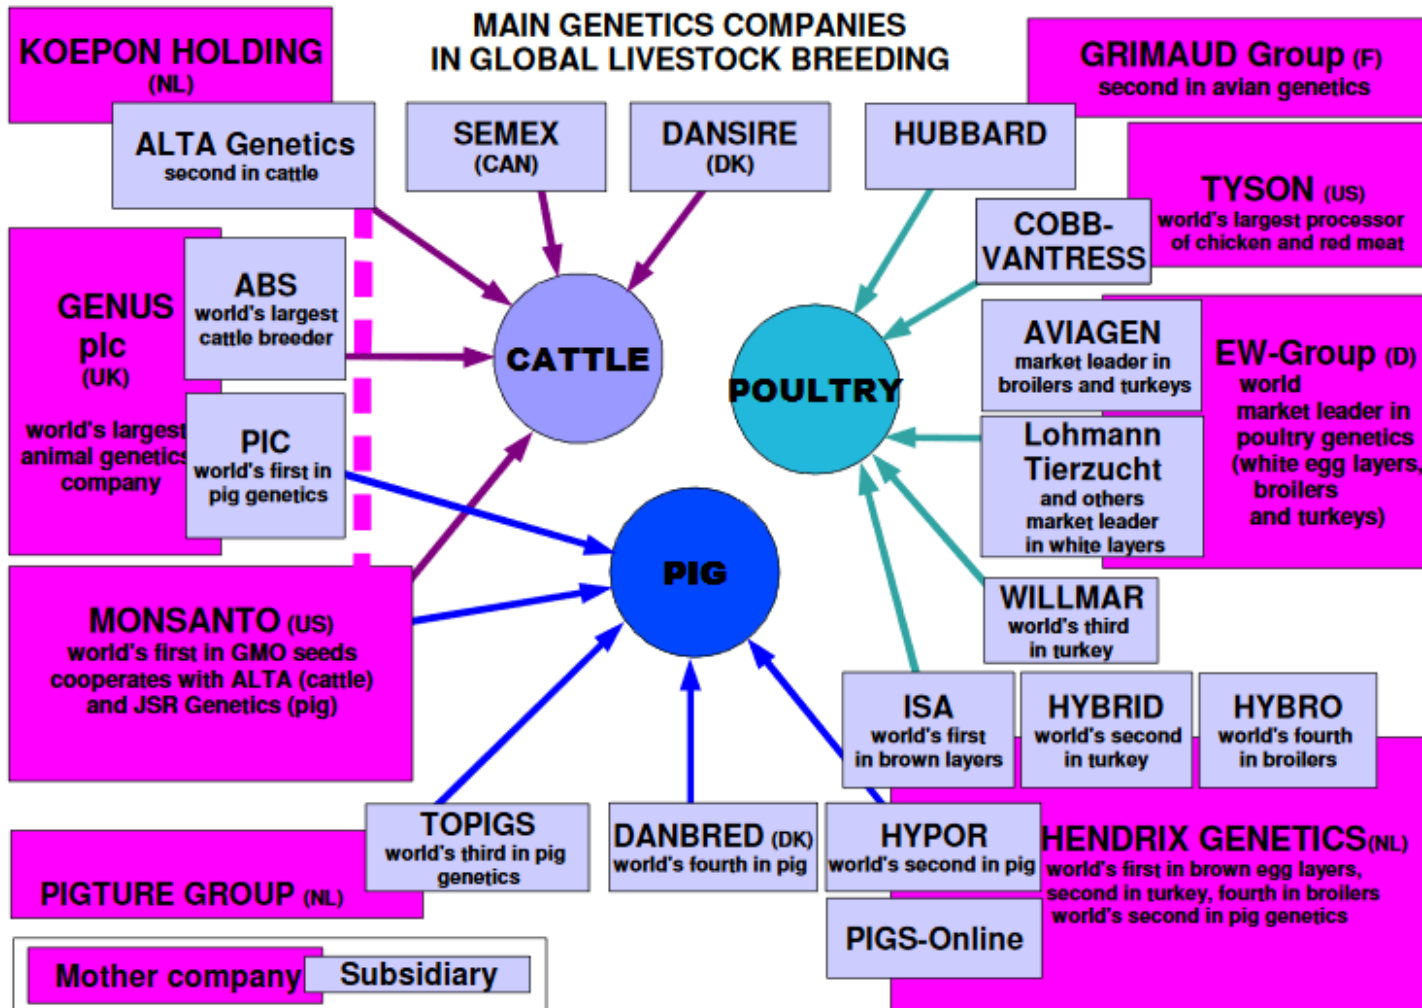 MAIN GENETICS COMPANIES
IN GLOBAL LIVESTOCK BREEDING
KOEPON HOLDING
(NL)
ALTA Genetics
second in cattle
SEMEX
(CAN)
DANSIRE
(DK)
HUBBARD
GRIMAUD Group (F)
second in avian genetics
TYSON (US)
world's largest processor
of chicken and red meat
COBB-
VANTRESS
GENUS
plc
(UK)
world's largest
animal genetics
company
ABS
world's largest
cattle breeder
PIC
world's first in
pig genetics
CATTLE
POULTRY
PIG
AVIAGEN
market leader in
broilers and turkeys
EW-Group (D)
world
market leader in
poultry genetics
(white egg layers,
broilers
and turkeys)
Lohmann
Tierzucht
and others
market leader
in white layers
WILLMAR
world's third
in turkey
MONSANTO (US)
world's first in GMO seeds
cooperates with ALTA (cattle)
and JSR Genetics (pig)
ISA
world's first
in brown layers
HYBRID
world's second
in turkey
HYBRO
world's fourth
in broilers
TOPIGS
world's third in pig
genetics
DANBRED (DK)
world's fourth in pig
HYPOR
world's second in pig
HENDRIX GENETICS(NL)
world's first in brown egg layers,
second in turkey, fourth in broilers
world's second in pig genetics
PIGTURE GROUP (NL)
PIGS-Online
Mother company
Subsidiary